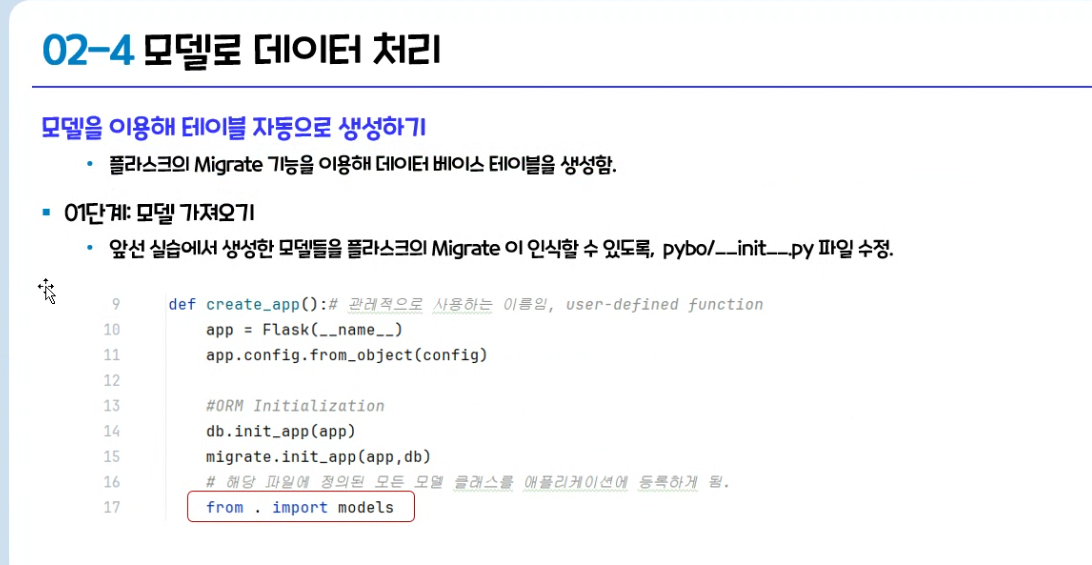 02-4 모델로 데이터 처리
모델을 이용해 테이블 자동으로 생성하기
• 플라스크의 Migrate 기능을 이용해 데이터 베이스 테이블을 생성함.
▪ 01단계: 모델 가져오기
• 앞선 실습에서 생성한 모델들을 플라스크의 Migrate 이 인식할 수 있도록, pybo/__init__.py 파일 수정.
9 def create_app():# 관레적으로 사용하는 이름임, user-defined function
10 app = Flask(__name__)
11 app.config.from_object(config)
12
13 #ORM Initialization
14 db.init_app(app)
15 migrate.init_app(app,db)
16 # 해당 파일에 정의된 모든 모델 클래스를 애플리케이션에 등록하게 됨.
17 from . import models